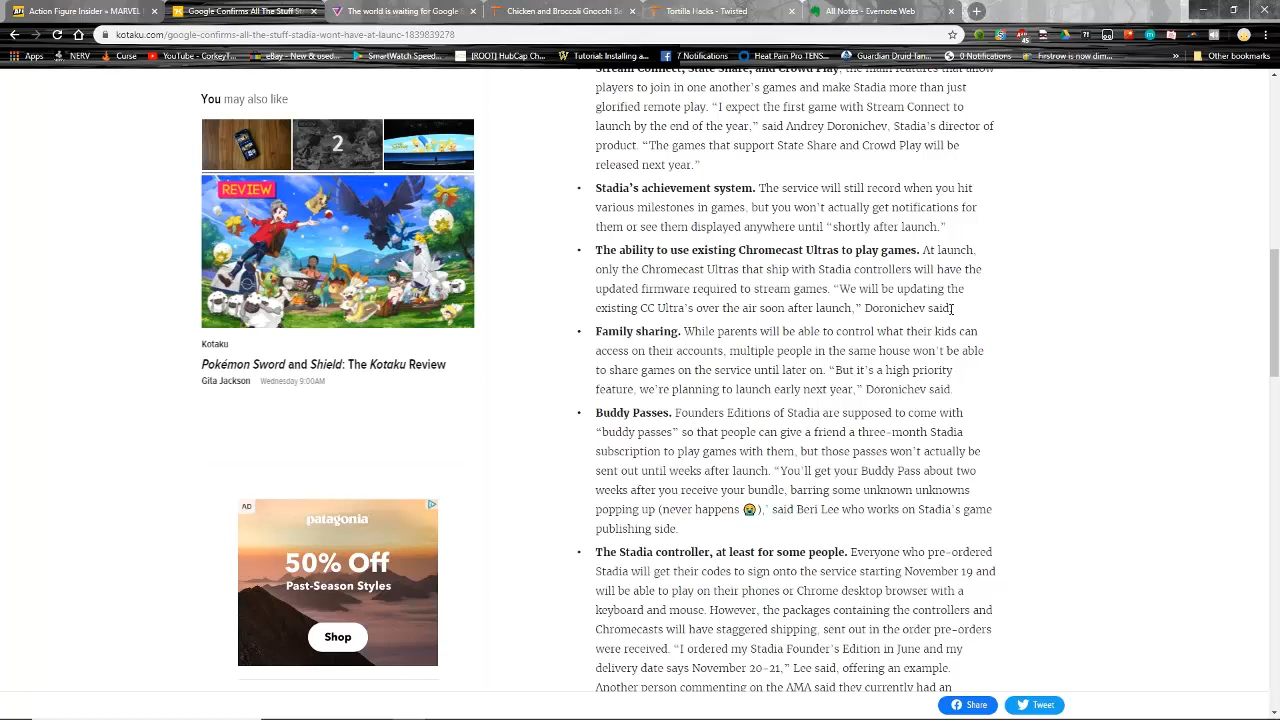 Action Figure Insider » MARVEL L
Google Confirms All The Stuff St
The world is waiting for Google S
Chicken and Broccoli Gnocchi
Tortilla Hacks - Twisted
All Notes - Evernote Web
kotaku.com/google-confirms-all-the-stuff-stadia-wont-have-at-launc-1839869278
Apps
NERV
Curse
YouTube - CorkeyT
eBay - New & used...
SmartWatch Speed...
[ROOT] HubCap Ch...
Tutorial: Installing a...
7 Notifications
Heat Pain Pro TENS...
Guardian Druid Tan...
0 Notifications
Firstrow is now dim...
»
Other bookmarks
You may also like
2
REVIEW
Kotaku
Pokémon Sword and Shield: The Kotaku Review
Gita Jackson Wednesday 9:00AM
AD
patagonia
50% Off
Past-Season Styles
Shop
Stream Connect, State Share, and Crowd Play, the main features that allow
players to join in one another's games and make Stadia more than just
glorified remote play. “I expect the first game with Stream Connect to
launch by the end of the year,” said Andrey Doronichev, Stadia's director of
product. “The games that support State Share and Crowd Play will be
released next year.”
• Stadia's achievement system. The service will still record when you hit
various milestones in games, but you won't actually get notifications for
them or see them displayed anywhere until “shortly after launch.”
• The ability to use existing Chromecast Ultras to play games. At launch,
only the Chromecast Ultras that ship with Stadia controllers will have the
updated firmware required to stream games. “We will be updating the
existing CC Ultra's over the air soon after launch,” Doronichev said.
• Family sharing. While parents will be able to control what their kids can
access on their accounts, multiple people in the same house won't be able
to share games on the service until later on. “But it's a high priority
feature, we're planning to launch early next year,” Doronichev said.
• Buddy Passes. Founders Editions of Stadia are supposed to come with
“buddy passes” so that people can give a friend a three-month Stadia
subscription to play games with them, but those passes won't actually be
sent out until weeks after launch. “You'll get your Buddy Pass about two
weeks after you receive your bundle, barring some unknown unknowns
popping up (never happens 😭),” said Beri Lee who works on Stadia's game
publishing side.
• The Stadia controller, at least for some people. Everyone who pre-ordered
Stadia will get their codes to sign onto the service starting November 19 and
will be able to play on their phones or Chrome desktop browser with a
keyboard and mouse. However, the packages containing the controllers and
Chromecasts will have staggered shipping, sent out in the order pre-orders
were received. “I ordered my Stadia Founder's Edition in June and my
delivery date says November 20-21,” Lee said, offering an example.
Another person commenting on the AMA said they currently had an
Share
Tweet